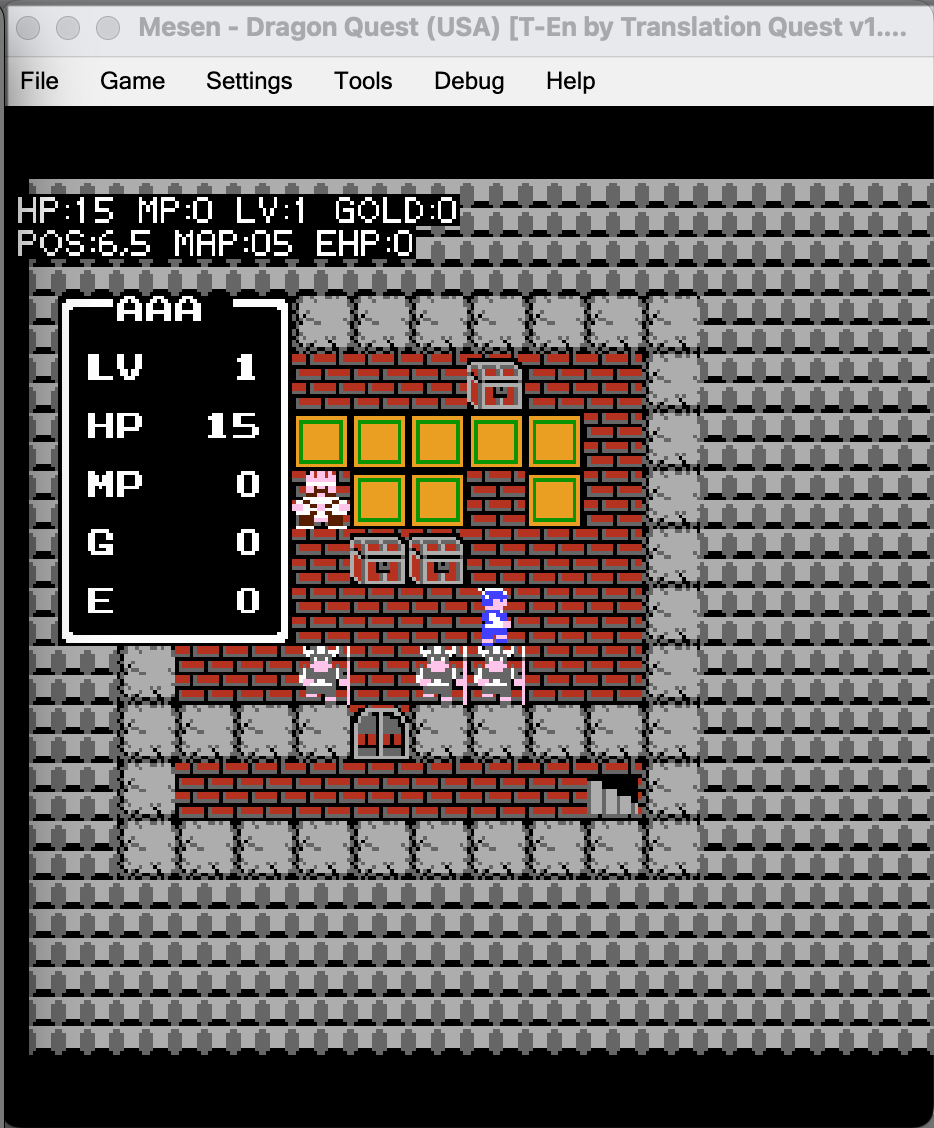 Mesen - Dragon Quest (USA) [T-En by Translation Quest v1....
File Game Settings Tools Debug Help
HP:15 MP:0 LV:1 GOLD:0
POS:6,5 MAP:05 EHP:0
AAA
LV 1
HP 15
MP 0
G 0
E 0